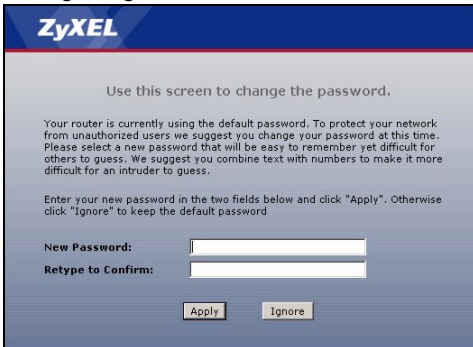 ZyXEL
Use this screen to change the password.
Your router is currently using the default password. To protect your network
from unauthorized users we suggest you change your password at this time.
Please select a new password that will be easy to remember yet difficult for
others to guess. We suggest you combine text with numbers to make it more
difficult for an intruder to guess.
Enter your new password in the two fields below and click "Apply". Otherwise
click "Ignore" to keep the default password
New Password:
Retype to Confirm:
Apply Ignore